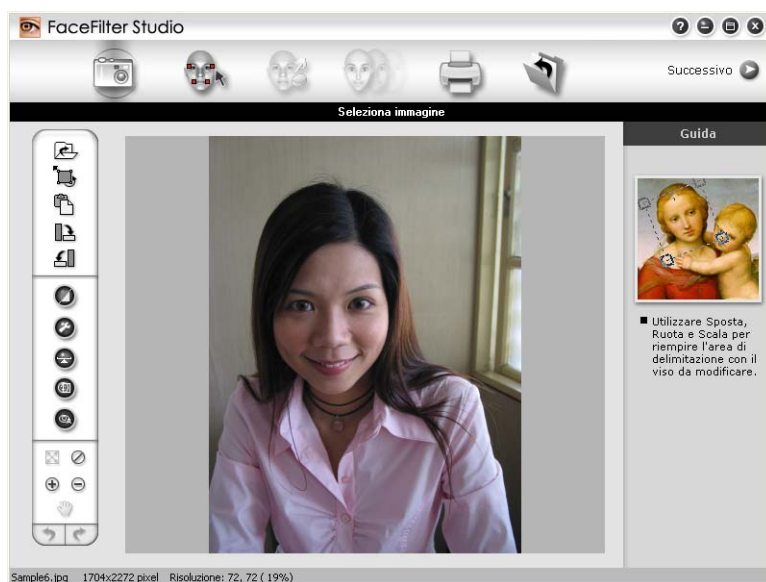 FaceFilter Studio
Successivo
Seleziona immagine
Guida
Utilizzare Sposta,
Ruota e Scala per
riempire l'area di
delimitazione con il
viso da modificare.
Sample6.jpg 1704x2272 pixel Risoluzione: 72, 72 ( 19%)